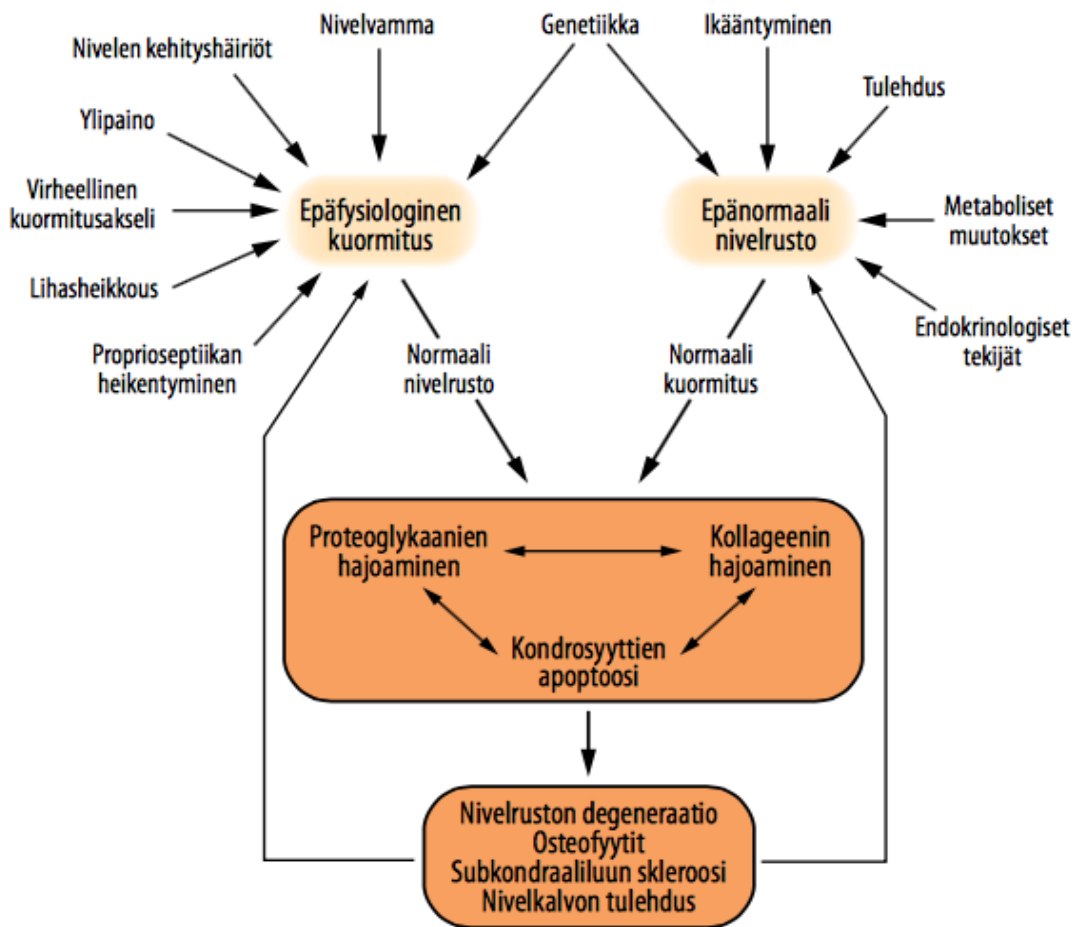 Nivelvamma
Genetiikka
Ikääntyminen
Nivelen kehityshäiriöt
Tulehdus
Ylipaino
Virheellinen
kuormitusakseli
Epäfysiologinen
kuormitus
Epänormaali
nivelrusto
Metaboliset
muutokset
Lihasheikkous
Endokrinologiset
tekijät
Proprioseptiikan
heikentyminen
Normaali
nivelrusto
Normaali
kuormitus
Proteoglykaanien
hajoaminen
Kollageenin
hajoaminen
Kondrosyyttien
apoptoosi
Nivelruston degeneraatio
Osteofyytit
Subkondraaliluun skleroosi
Nivelkalvon tulehdus